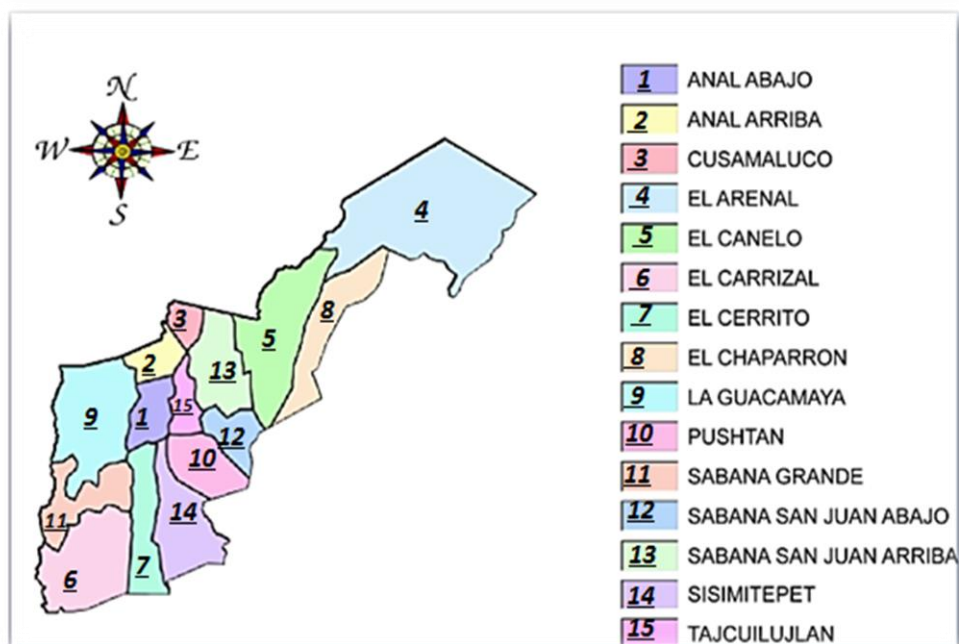 N
W E
S
4
3
5
8
2
13
9
1
15
12
10
11
14
6
7
1 ANAL ABAJO
2 ANAL ARRIBA
3 CUSAMALUCO
4 EL ARENAL
5 EL CANELO
6 EL CARRIZAL
7 EL CERRITO
8 EL CHAPARRON
9 LA GUACAMAYA
10 PUSHTAN
11 SABANA GRANDE
12 SABANA SAN JUAN ABAJO
13 SABANA SAN JUAN ARRIBA
14 SISIMITEPET
15 TAJCUILUJLAN